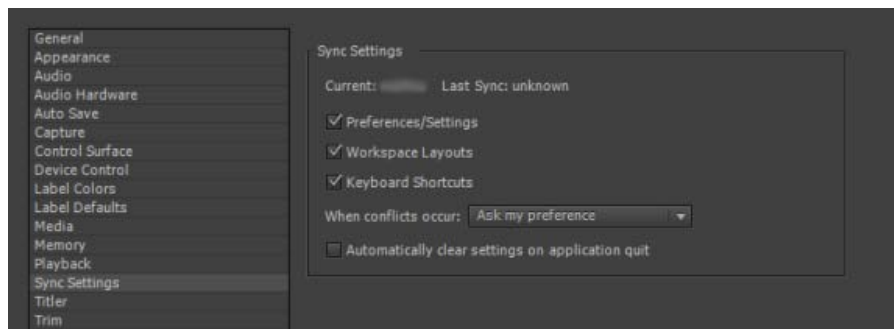 General
Appearance
Audio
Audio Hardware
Auto Save
Capture
Control Surface
Device Control
Label Colors
Label Defaults
Media
Memory
Playback
Sync Settings
Titler
Trim
Sync Settings
Current: Last Sync: unknown
Preferences/Settings
Workspace Layouts
Keyboard Shortcuts
When conflicts occur: Ask my preference
Automatically clear settings on application quit